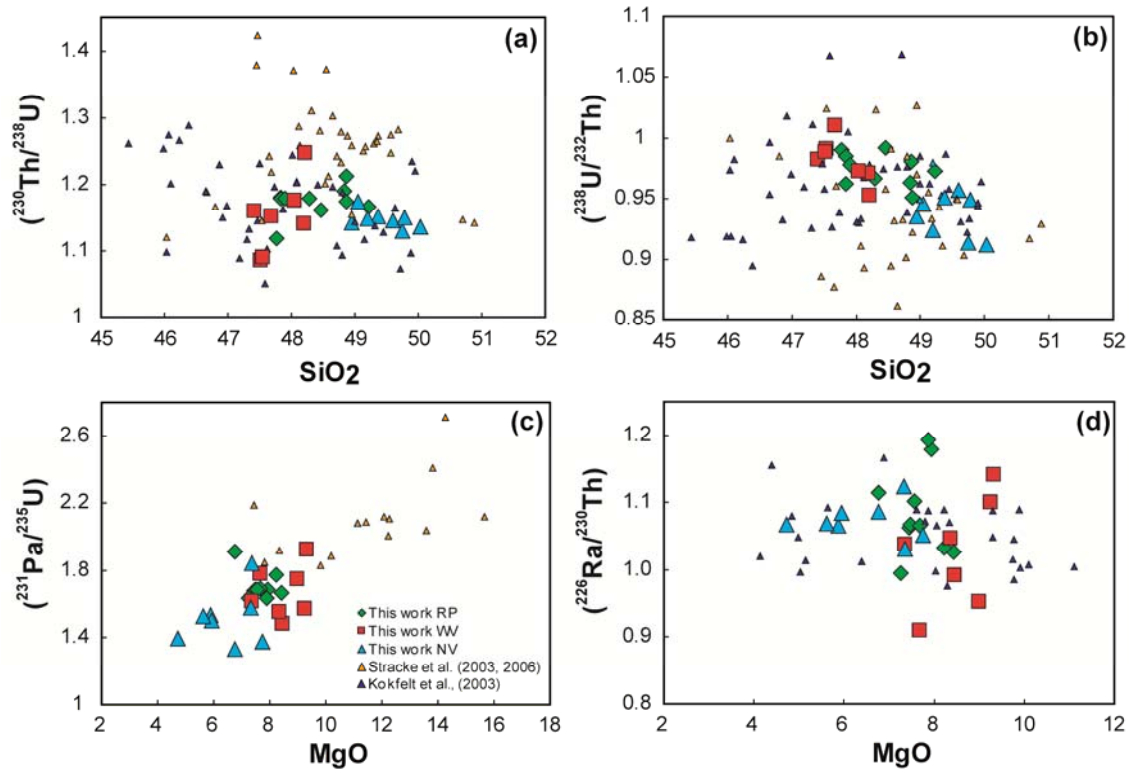 (a)
(²³⁰Th/²³⁸U)
1.4
1.3
1.2
1.1
1
45 46 47 48 49 50 51 52
SiO₂
(b)
(²³⁸U/²³²Th)
1.1
1.05
1
0.95
0.9
0.85
45 46 47 48 49 50 51 52
SiO₂
(c)
(²³¹Pa/²³⁵U)
2.6
2.2
1.8
1.4
1
This work RP
This work WV
This work NV
Stracke et al. (2003, 2006)
Kokfelt et al., (2003)
2 4 6 8 10 12 14 16 18
MgO
(d)
(²²⁶Ra/²³⁰Th)
1.2
1.1
1.0
0.9
0.8
4 6 8 10 12
MgO